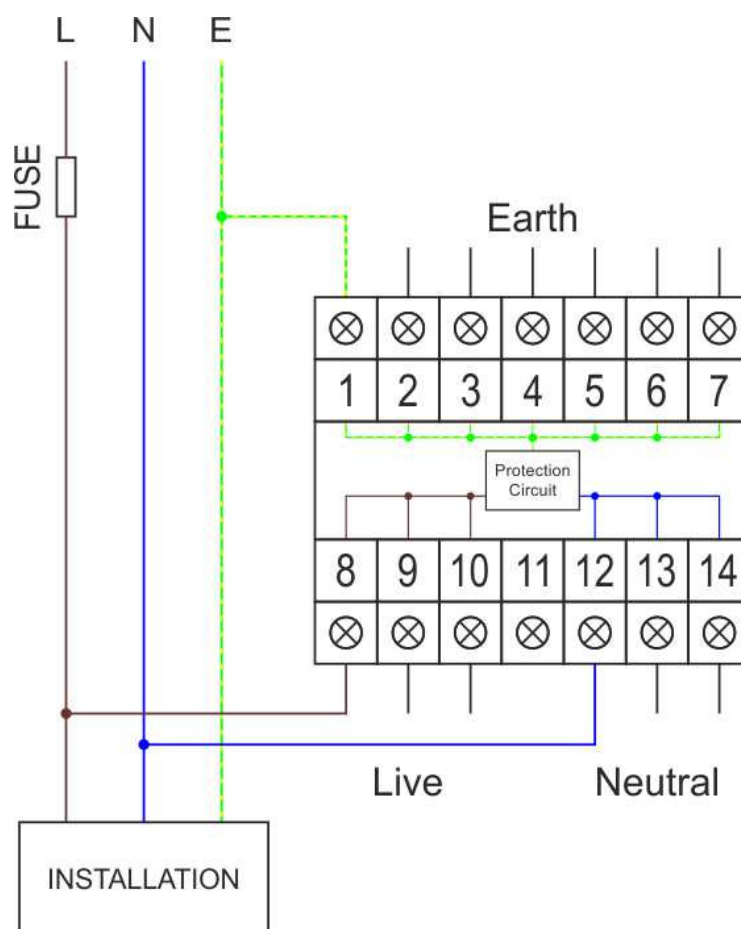 L N E
FUSE
Earth
1 2 3 4 5 6 7
Protection
Circuit
8 9 10 11 12 13 14
Live Neutral
INSTALLATION